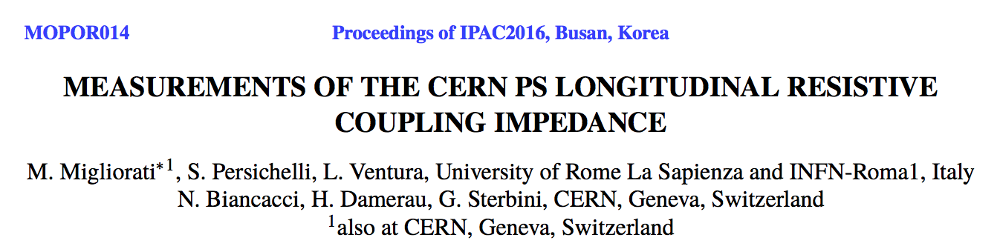 MOPOR014 Proceedings of IPAC2016, Busan, Korea
MEASUREMENTS OF THE CERN PS LONGITUDINAL RESISTIVE
COUPLING IMPEDANCE
M. Migliorati*1, S. Persichelli, L. Ventura, University of Rome La Sapienza and INFN-Roma1, Italy
N. Biancacci, H. Damerau, G. Sterbini, CERN, Geneva, Switzerland
1also at CERN, Geneva, Switzerland